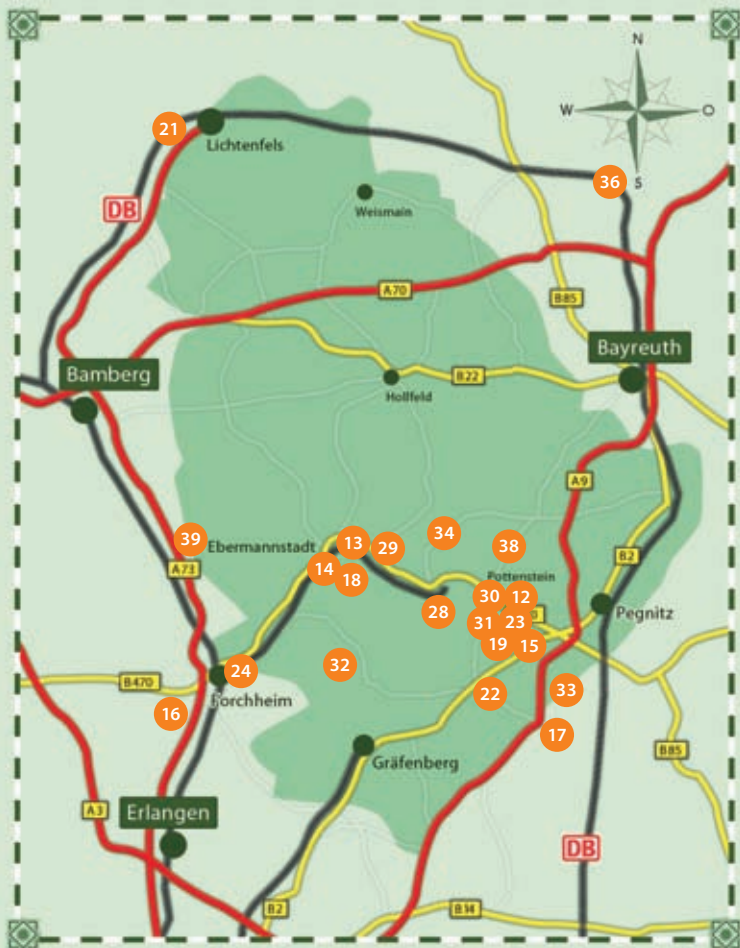 N
21
W
O
Lichtenfels
36
S
DB
Weismain
A70
B85
Bayreuth
Bamberg
B22
Hollfeld
A9
34
39
Ebermannstadt
13
29
38
B2
A73
14
18
Pottenstein
30
12
28
Pegnitz
31
23
19
15
32
24
B470
Forchheim
22
33
16
17
B85
Gräfenberg
A3
Erlangen
DB
B2
B14